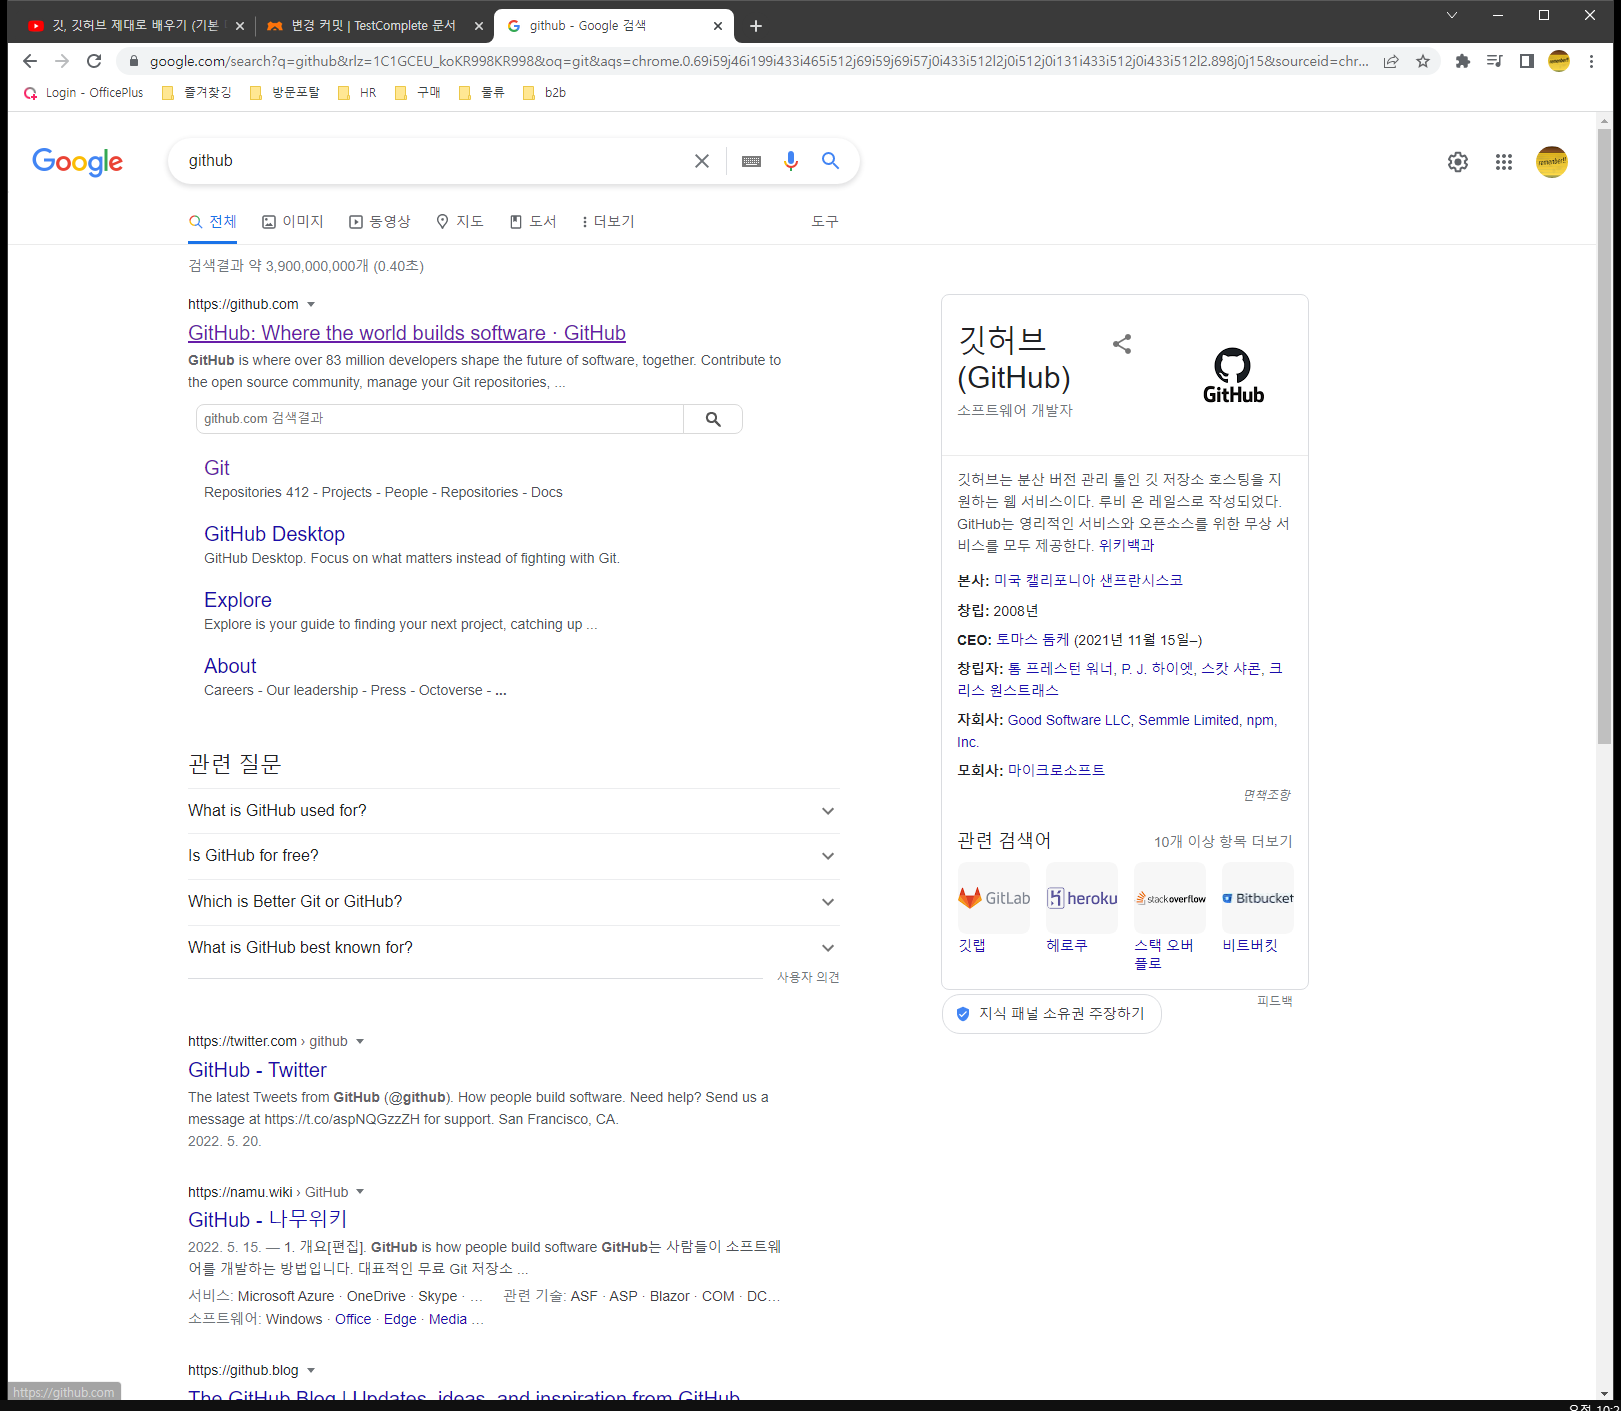 깃, 깃허브 제대로 배우기 (기본
변경 커밋 | TestComplete 문서
github - Google 검색
google.com/search?q=github&rlz=1C1GCEU_koKR998KR998&oq=git&aqs=chrome.0.69i59j46i199i433i465i512j69i59j69i57j0i433i512l2j0i512j0i131i433i512j0i433i512l2.898j0j15&sourceid=chr...
Login - OfficePlus
즐겨찾깅
방문포탈
HR
구매
물류
b2b
Google
github
remember!!
전체
이미지
동영상
지도
도서
더보기
도구
검색결과 약 3,900,000,000개 (0.40초)
https://github.com
GitHub: Where the world builds software · GitHub
GitHub is where over 83 million developers shape the future of software, together. Contribute to
the open source community, manage your Git repositories, ...
github.com 검색결과
Git
Repositories 412 - Projects - People - Repositories - Docs
GitHub Desktop
GitHub Desktop. Focus on what matters instead of fighting with Git.
Explore
Explore is your guide to finding your next project, catching up ...
About
Careers - Our leadership - Press - Octoverse - ...
관련 질문
What is GitHub used for?
Is GitHub for free?
Which is Better Git or GitHub?
What is GitHub best known for?
사용자 의견
https://twitter.com › github
GitHub - Twitter
The latest Tweets from GitHub (@github). How people build software. Need help? Send us a
message at https://t.co/aspNQGzzZH for support. San Francisco, CA.
2022. 5. 20.
https://namu.wiki › GitHub
GitHub - 나무위키
2022. 5. 15. — 1. 개요[편집]. GitHub is how people build software GitHub는 사람들이 소프트웨
어를 개발하는 방법입니다. 대표적인 무료 Git 저장소 ...
서비스: Microsoft Azure · OneDrive · Skype · ...
관련 기술: ASF · ASP · Blazor · COM · DC...
소프트웨어: Windows · Office · Edge · Media ...
https://github.blog
The GitHub Blog | Updates, ideas, and inspiration from GitHub
https://github.com
깃허브
(GitHub)
소프트웨어 개발자
GitHub
깃허브는 분산 버전 관리 툴인 깃 저장소 호스팅을 지
원하는 웹 서비스이다. 루비 온 레일스로 작성되었다.
GitHub는 영리적인 서비스와 오픈소스를 위한 무상 서
비스를 모두 제공한다. 위키백과
본사: 미국 캘리포니아 샌프란시스코
창립: 2008년
CEO: 토마스 돔케 (2021년 11월 15일–)
창립자: 톰 프레스턴 워너, P. J. 하이엣, 스캇 샤콘, 크
리스 원스트래스
자회사: Good Software LLC, Semmle Limited, npm,
Inc.
모회사: 마이크로소프트
면책조항
관련 검색어
10개 이상 항목 더보기
GitLab
heroku
stackoverflow
Bitbucket
깃랩
헤로쿠
스택 오버
플로
비트버킷
피드백
지식 패널 소유권 주장하기